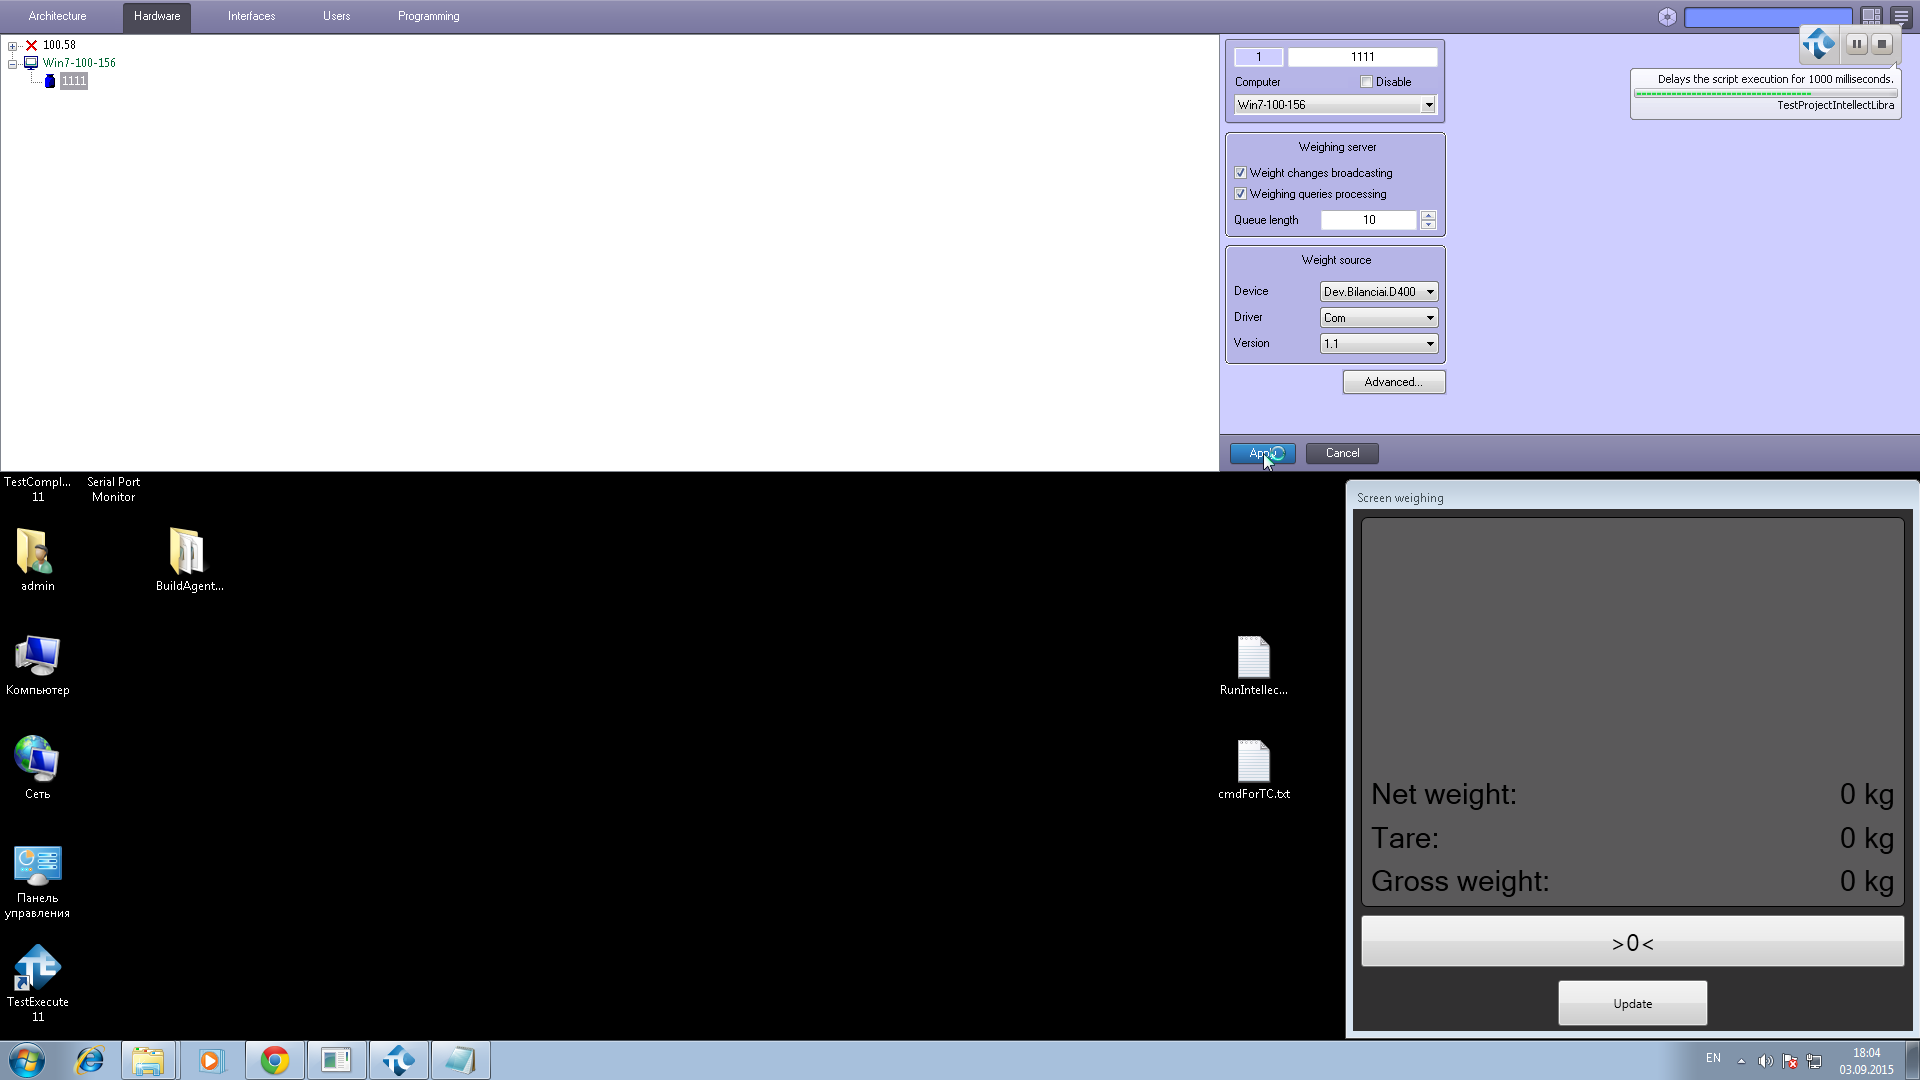 Architecture
Hardware
Interfaces
Users
Programming
100.58
Win7-100-156
1111
1
1111
Computer
Disable
Win7-100-156
Weighing server
Weight changes broadcasting
Weighing queries processing
Queue length
10
Weight source
Device
Dev.Bilanciai.D400
Driver
Com
Version
1.1
Advanced...
Cancel
Delays the script execution for 1000 milliseconds.
TestProjectIntellectLibra
TestCompl...
11
Serial Port
Monitor
admin
BuildAgent...
Компьютер
RunIntellec...
Сеть
cmdForTC.txt
Панель
управления
TestExecute
11
Screen weighing
Net weight: 0 kg
Tare: 0 kg
Gross weight: 0 kg
>0<
Update
EN
18:04
03.09.2015